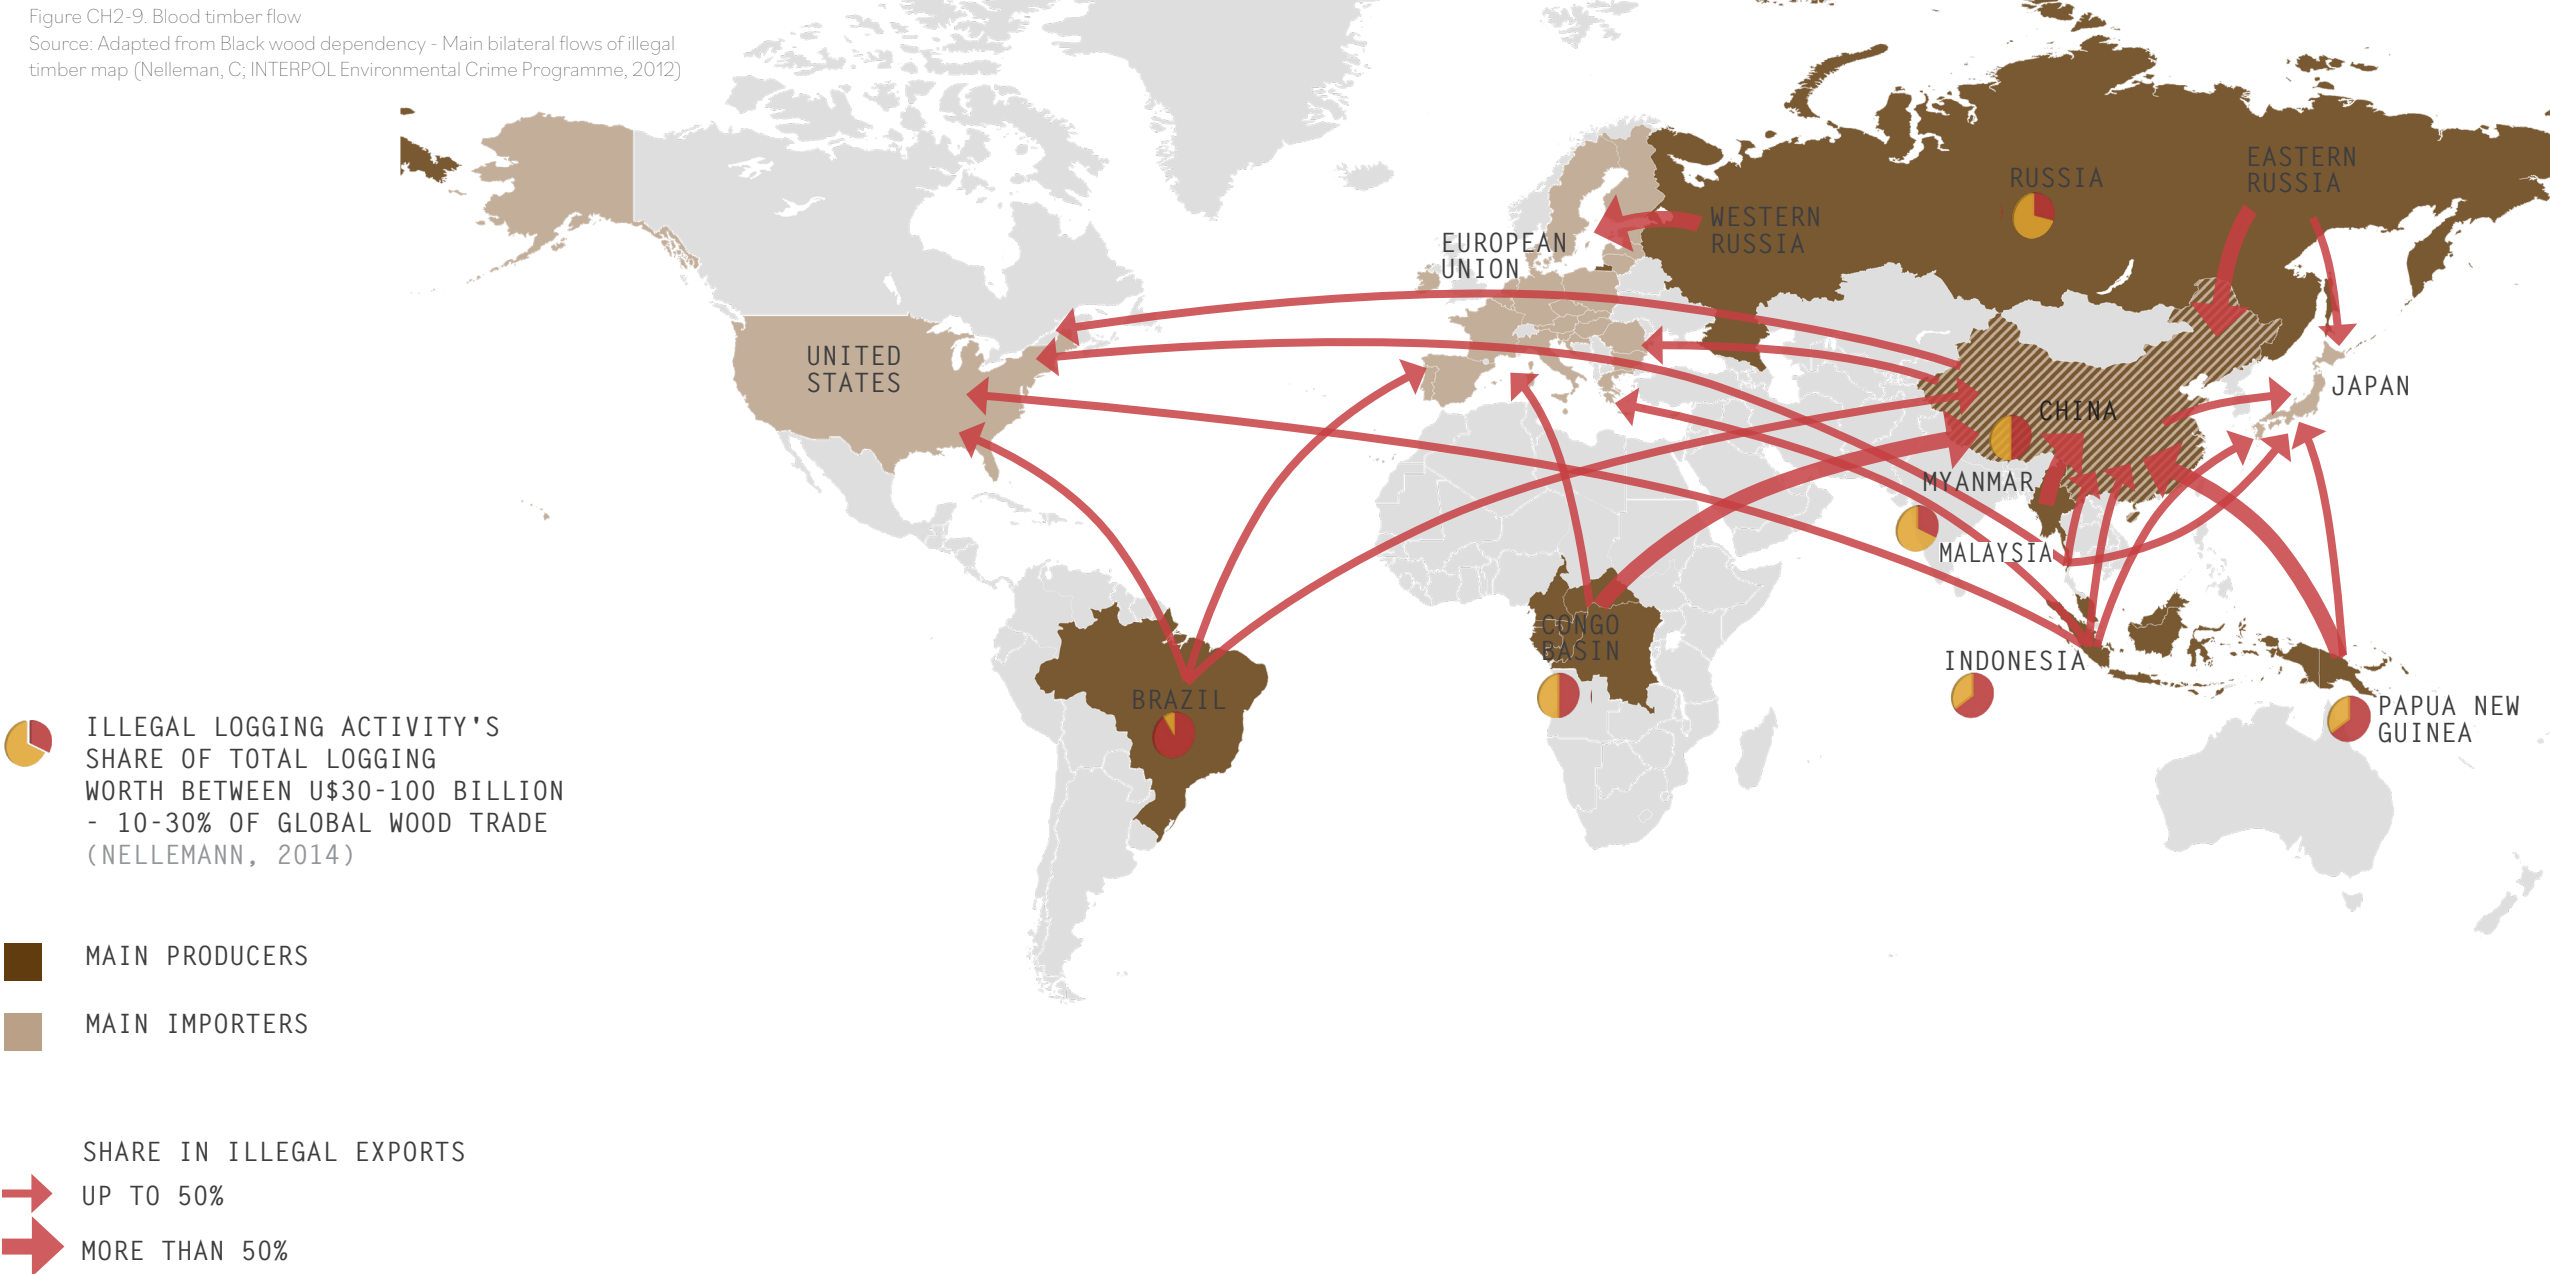 Figure CH2-9. Blood timber flow
Source: Adapted from Black wood dependency - Main bilateral flows of illegal
timber map (Nelleman, C; INTERPOL Environmental Crime Programme, 2012)
EASTERN
RUSSIA
RUSSIA
WESTERN
RUSSIA
EUROPEAN
UNION
UNITED
STATES
JAPAN
CHINA
MYANMAR
MALAYSIA
CONGO
BASIN
INDONESIA
BRAZIL
PAPUA NEW
GUINEA
ILLEGAL LOGGING ACTIVITY'S
SHARE OF TOTAL LOGGING
WORTH BETWEEN U$30-100 BILLION
- 10-30% OF GLOBAL WOOD TRADE
(NELLEMANN, 2014)
MAIN PRODUCERS
MAIN IMPORTERS
SHARE IN ILLEGAL EXPORTS
UP TO 50%
MORE THAN 50%